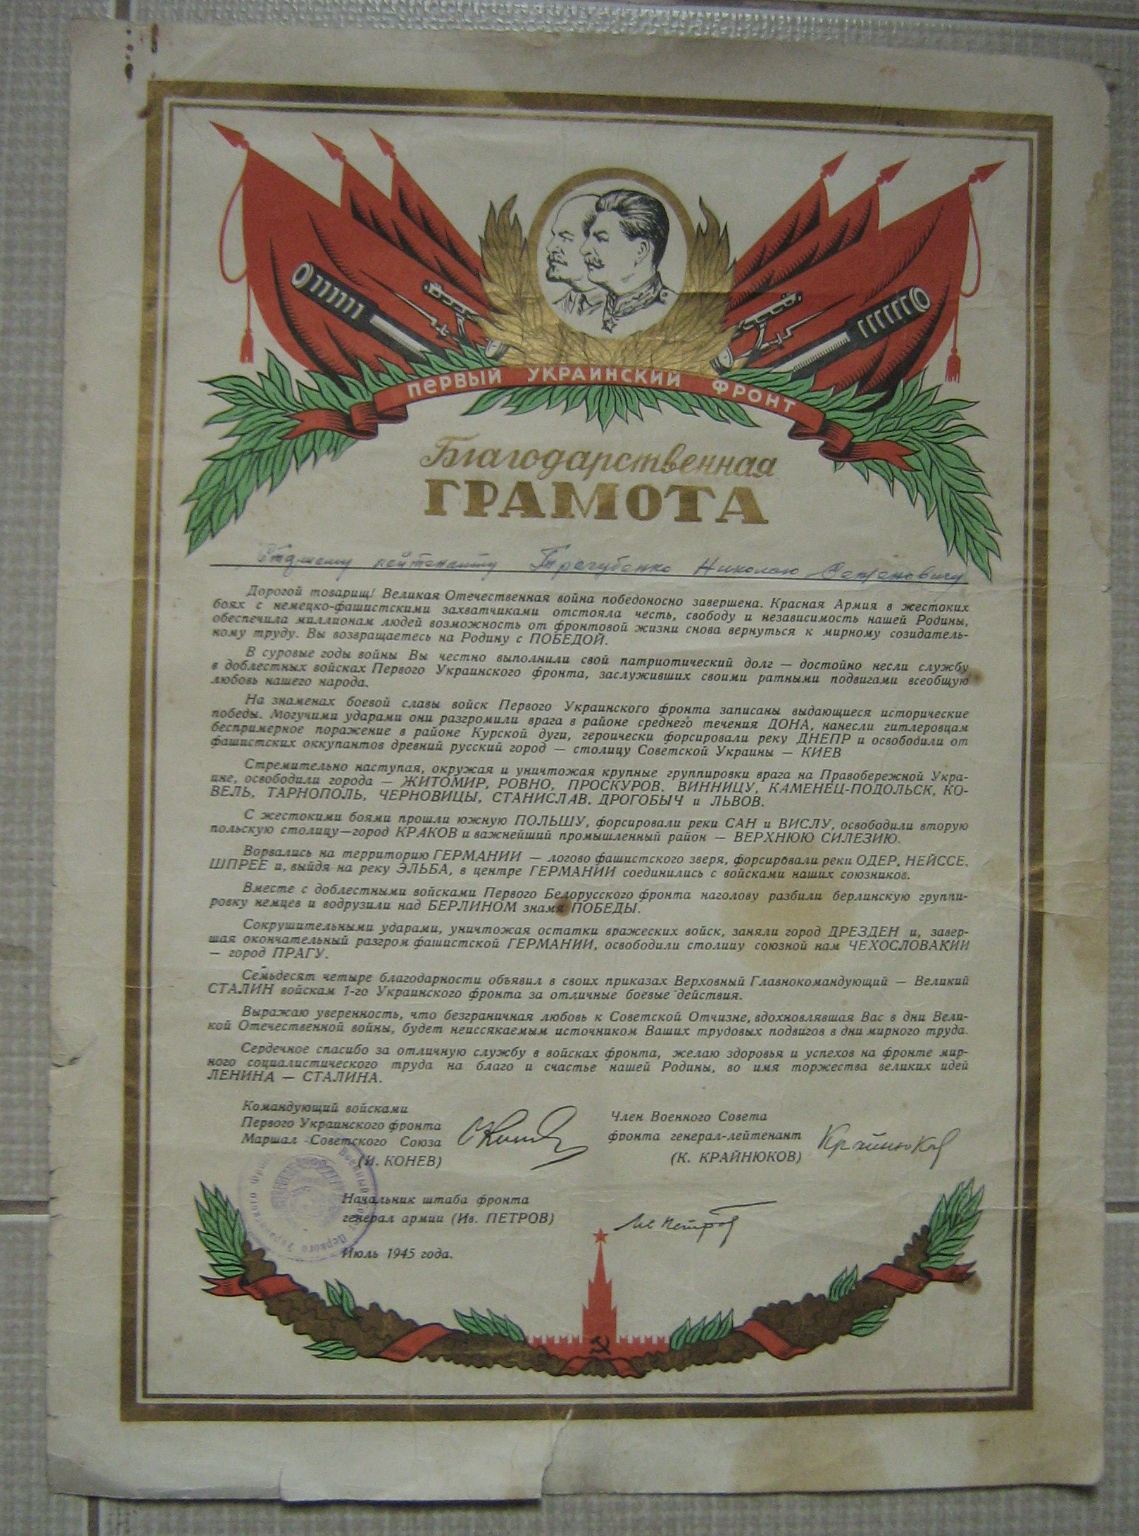 ПЕРВЫЙ УКРАИНСКИЙ ФРОНТ
Благодарственная
ГРАМОТА
Старшему лейтенанту Трегубенко Николаю Степановичу
Дорогой товарищ! Великая Отечественная война победоносно завершена. Красная Армия в жестоких
боях с немецко-фашистскими захватчиками отстояла честь, свободу и независимость нашей Родины,
обеспечила миллионам людей возможность от фронтовой жизни снова вернуться к мирному созидатель-
ному труду. Вы возвращаетесь на Родину с ПОБЕДОЙ.
В суровые годы войны Вы честно выполнили свой патриотический долг — достойно несли службу
в доблестных войсках Первого Украинского фронта, заслуживших своими ратными подвигами всеобщую
любовь нашего народа.
На знаменах боевой славы войск Первого Украинского фронта записаны выдающиеся исторические
победы. Могучими ударами они разгромили врага в районе среднего течения ДОНА, нанесли гитлеровцам
беспримерное поражение в районе Курской дуги, героически форсировали реку ДНЕПР и освободили от
фашистских оккупантов древний русский город — столицу Советской Украины — КИЕВ
Стремительно наступая, окружая и уничтожая крупные группировки врага на Правобережной Укра-
ине, освободили города — ЖИТОМИР, РОВНО, ПРОСКУРОВ, ВИННИЦУ, КАМЕНЕЦ-ПОДОЛЬСК, КО-
ВЕЛЬ, ТАРНОПОЛЬ, ЧЕРНОВИЦЫ, СТАНИСЛАВ, ДРОГОБЫЧ и ЛЬВОВ.
С жестокими боями прошли южную ПОЛЬШУ, форсировали реки САН и ВИСЛУ, освободили вторую
польскую столицу—город КРАКОВ и важнейший промышленный район — ВЕРХНЮЮ СИЛЕЗИЮ.
Ворвались на территорию ГЕРМАНИИ — логово фашистского зверя, форсировали реки ОДЕР, НЕЙССЕ,
ШПРЕЕ и, выйдя на реку ЭЛЬБА, в центре ГЕРМАНИИ соединились с войсками наших союзников.
Вместе с доблестными войсками Первого Белорусского фронта наголову разбили берлинскую группи-
ровку немцев и водрузили над БЕРЛИНОМ знамя ПОБЕДЫ.
Сокрушительными ударами, уничтожая остатки вражеских войск, заняли город ДРЕЗДЕН и, завер-
шая окончательный разгром фашистской ГЕРМАНИИ, освободили столицу союзной нам ЧЕХОСЛОВАКИИ
— город ПРАГУ.
Семьдесят четыре благодарности объявил в своих приказах Верховный Главнокомандующий — Великий
СТАЛИН войскам 1-го Украинского фронта за отличные боевые действия.
Выражаю уверенность, что безграничная любовь к Советской Отчизне, вдохновлявшая Вас в дни Вели-
кой Отечественной войны, будет неиссякаемым источником Ваших трудовых подвигов в дни мирного труда.
Сердечное спасибо за отличную службу в войсках фронта, желаю здоровья и успехов на фронте мир-
ного социалистического труда на благо и счастье нашей Родины, во имя торжества великих идей
ЛЕНИНА — СТАЛИНА.
Командующий войсками
Первого Украинского фронта
Маршал Советского Союза
(И. КОНЕВ)
Член Военного Совета
фронта генерал-лейтенант
(К. КРАЙНЮКОВ)
Крайнюков
Начальник штаба фронта
генерал армии (Ив. ПЕТРОВ)
Ив Петров
Июль 1945 года.